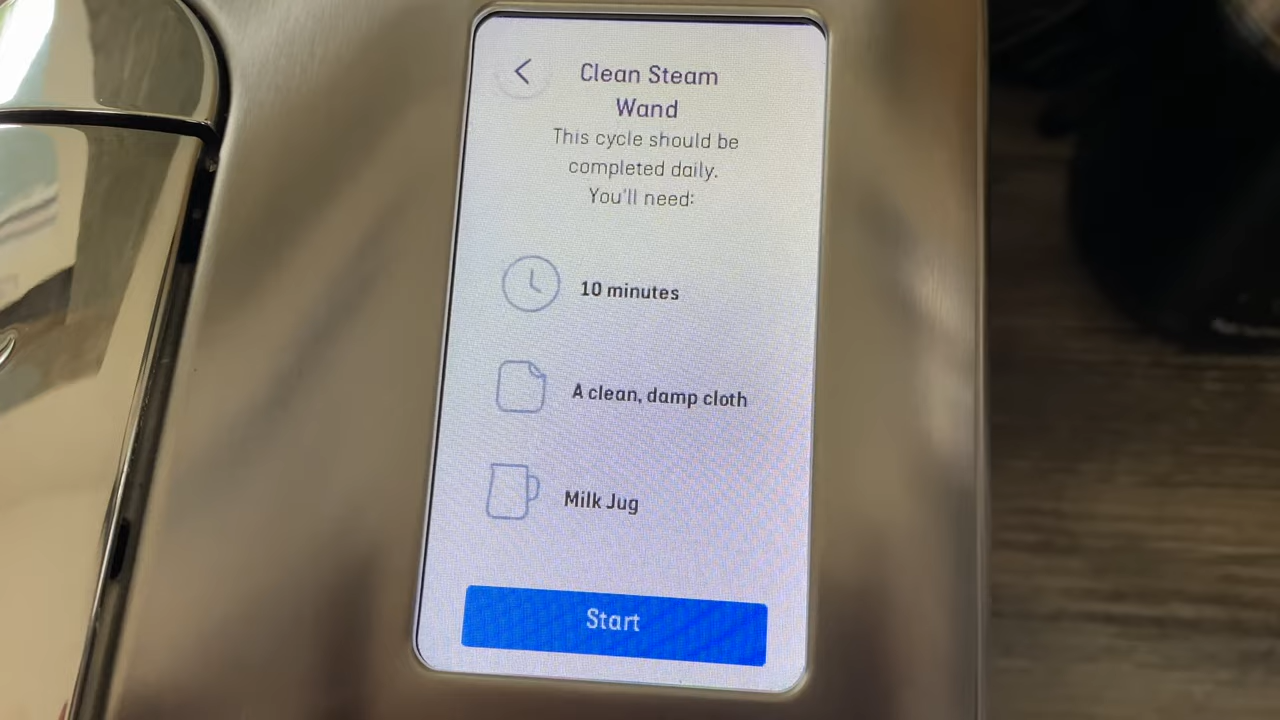 Clean Steam
Wand
This cycle should be
completed daily.
You'll need:
10 minutes
A clean, damp cloth
Milk Jug
Start